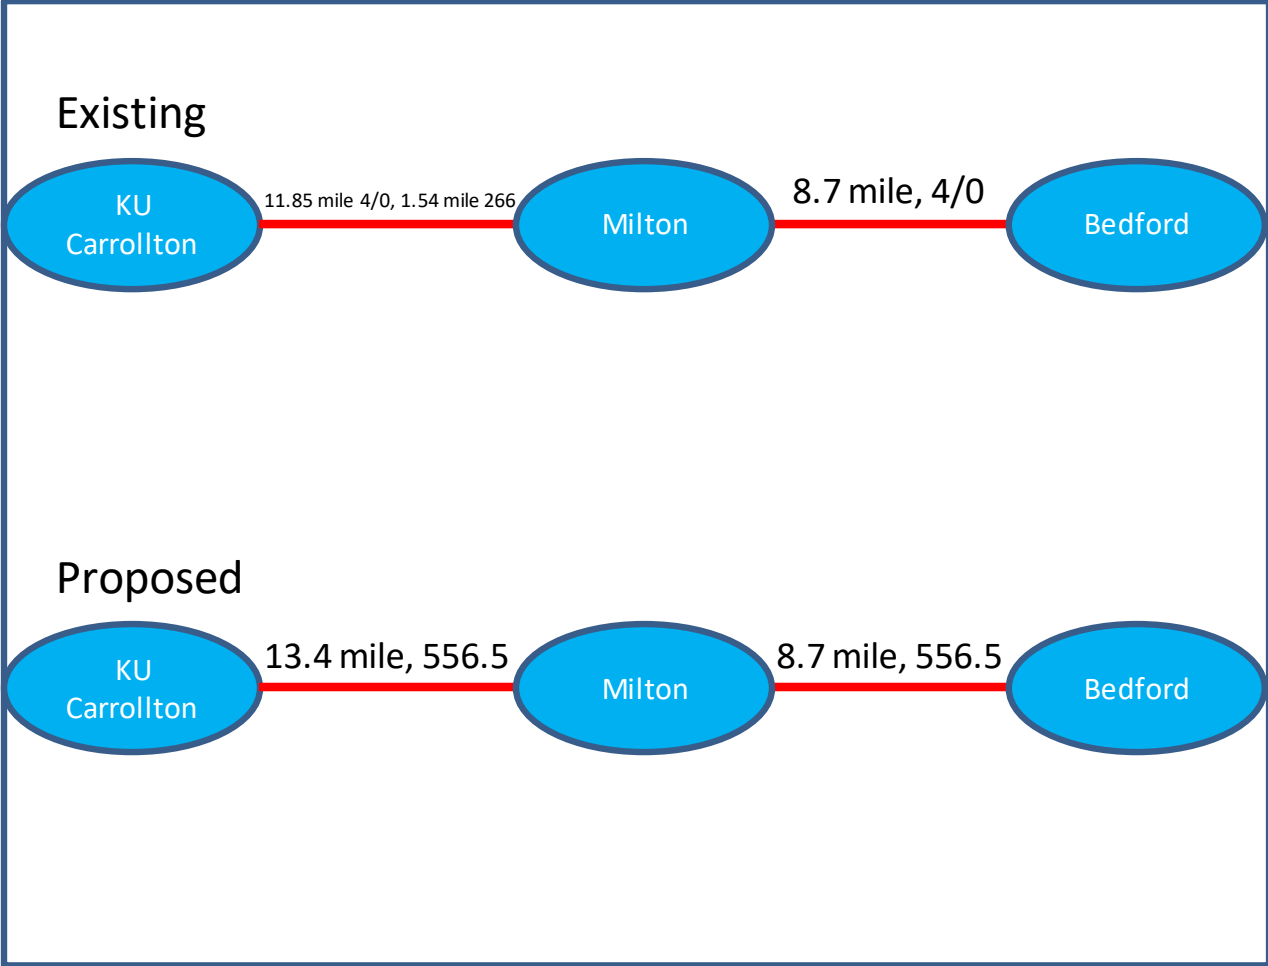 Existing
KU
Carrollton
11.85 mile 4/0, 1.54 mile 266
Milton
8.7 mile, 4/0
Bedford
Proposed
KU
Carrollton
13.4 mile, 556.5
Milton
8.7 mile, 556.5
Bedford